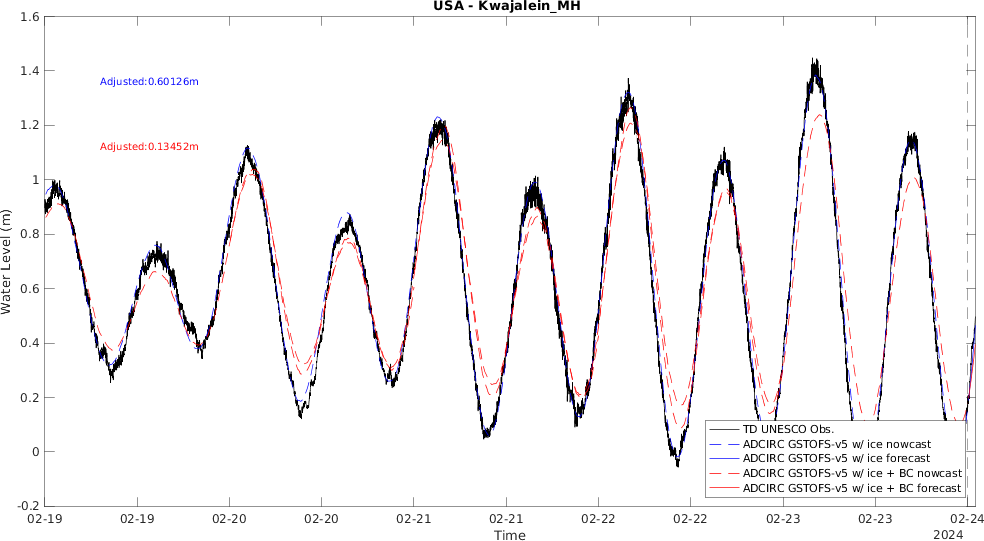 USA - Kwajalein_MH
1.6
1.4
1.2
1
0.8
0.6
0.4
0.2
0
-0.2
Water Level (m)
Adjusted:0.60126m
Adjusted:0.13452m
TD UNESCO Obs.
ADCIRC GSTOFS-v5 w/ ice nowcast
ADCIRC GSTOFS-v5 w/ ice forecast
ADCIRC GSTOFS-v5 w/ ice + BC nowcast
ADCIRC GSTOFS-v5 w/ ice + BC forecast
02-19 02-19 02-20 02-20 02-21 02-21 02-22 02-22 02-23 02-23 02-24
Time
2024